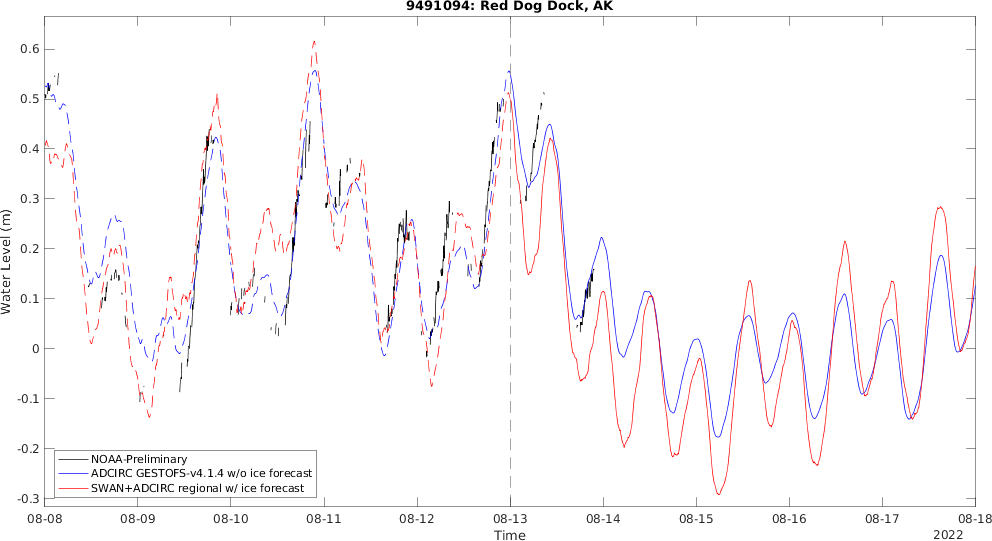 9491094: Red Dog Dock, AK
Water Level (m)
0.6
0.5
0.4
0.3
0.2
0.1
0
-0.1
-0.2
-0.3
NOAA-Preliminary
ADCIRC GESTOFS-v4.1.4 w/o ice forecast
SWAN+ADCIRC regional w/ ice forecast
08-08 08-09 08-10 08-11 08-12 08-13 08-14 08-15 08-16 08-17 08-18
Time
2022